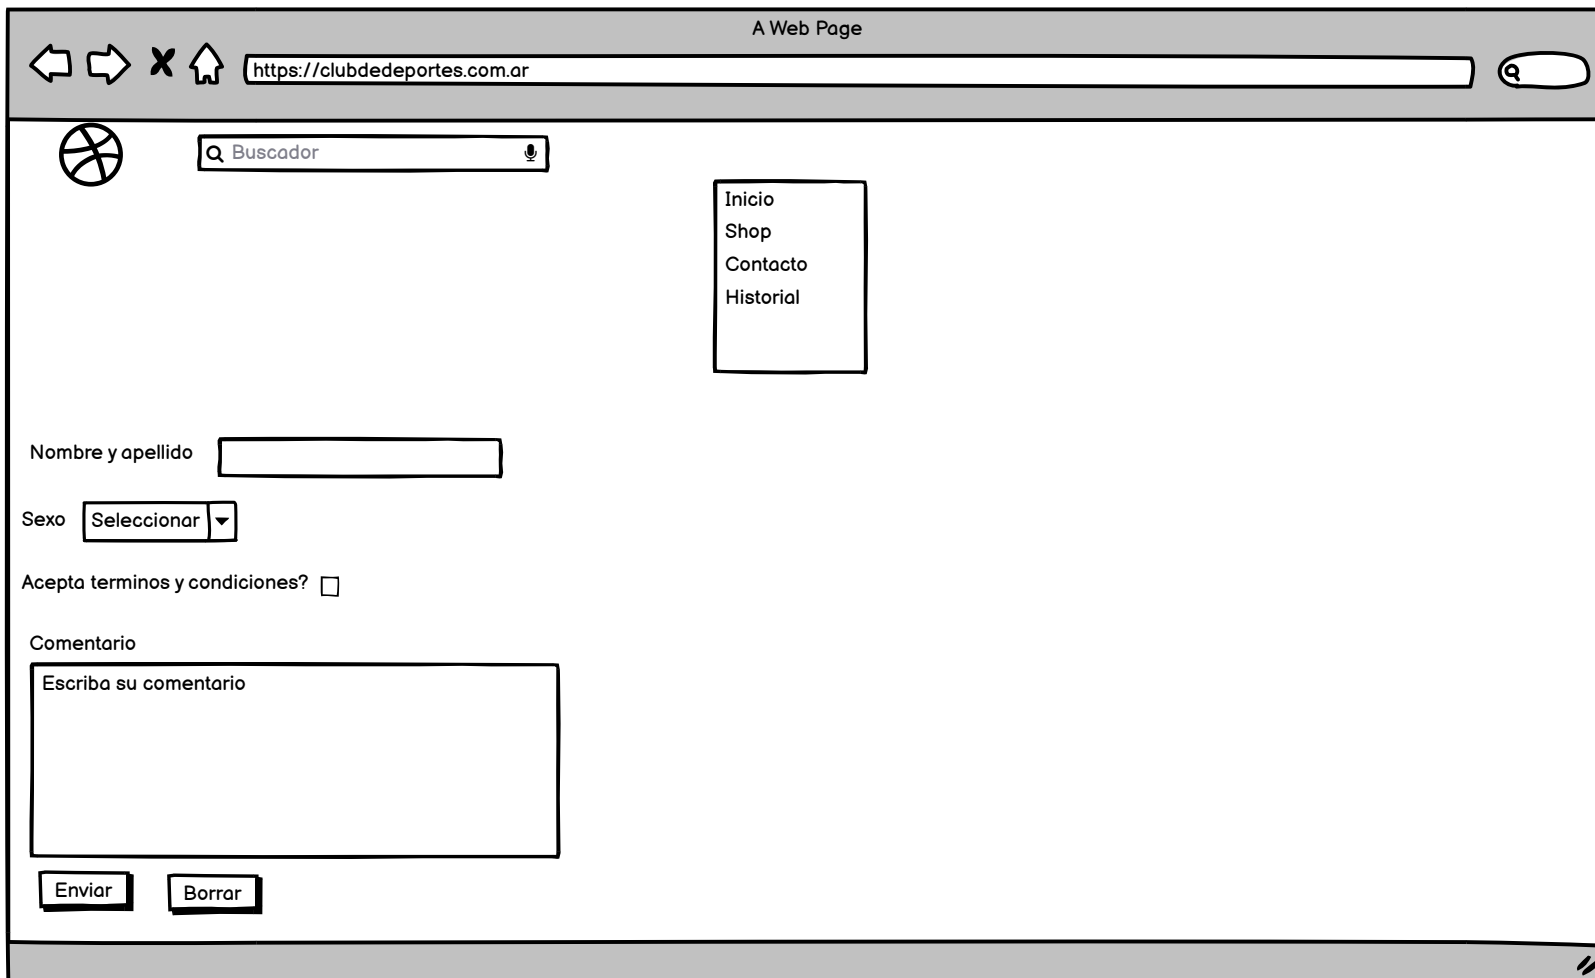 A Web Page
https://clubdedeportes.com.ar
Buscador
Inicio
Shop
Contacto
Historial
Nombre y apellido
Sexo Seleccionar
Acepta terminos y condiciones?
Comentario
Escriba su comentario
Enviar Borrar